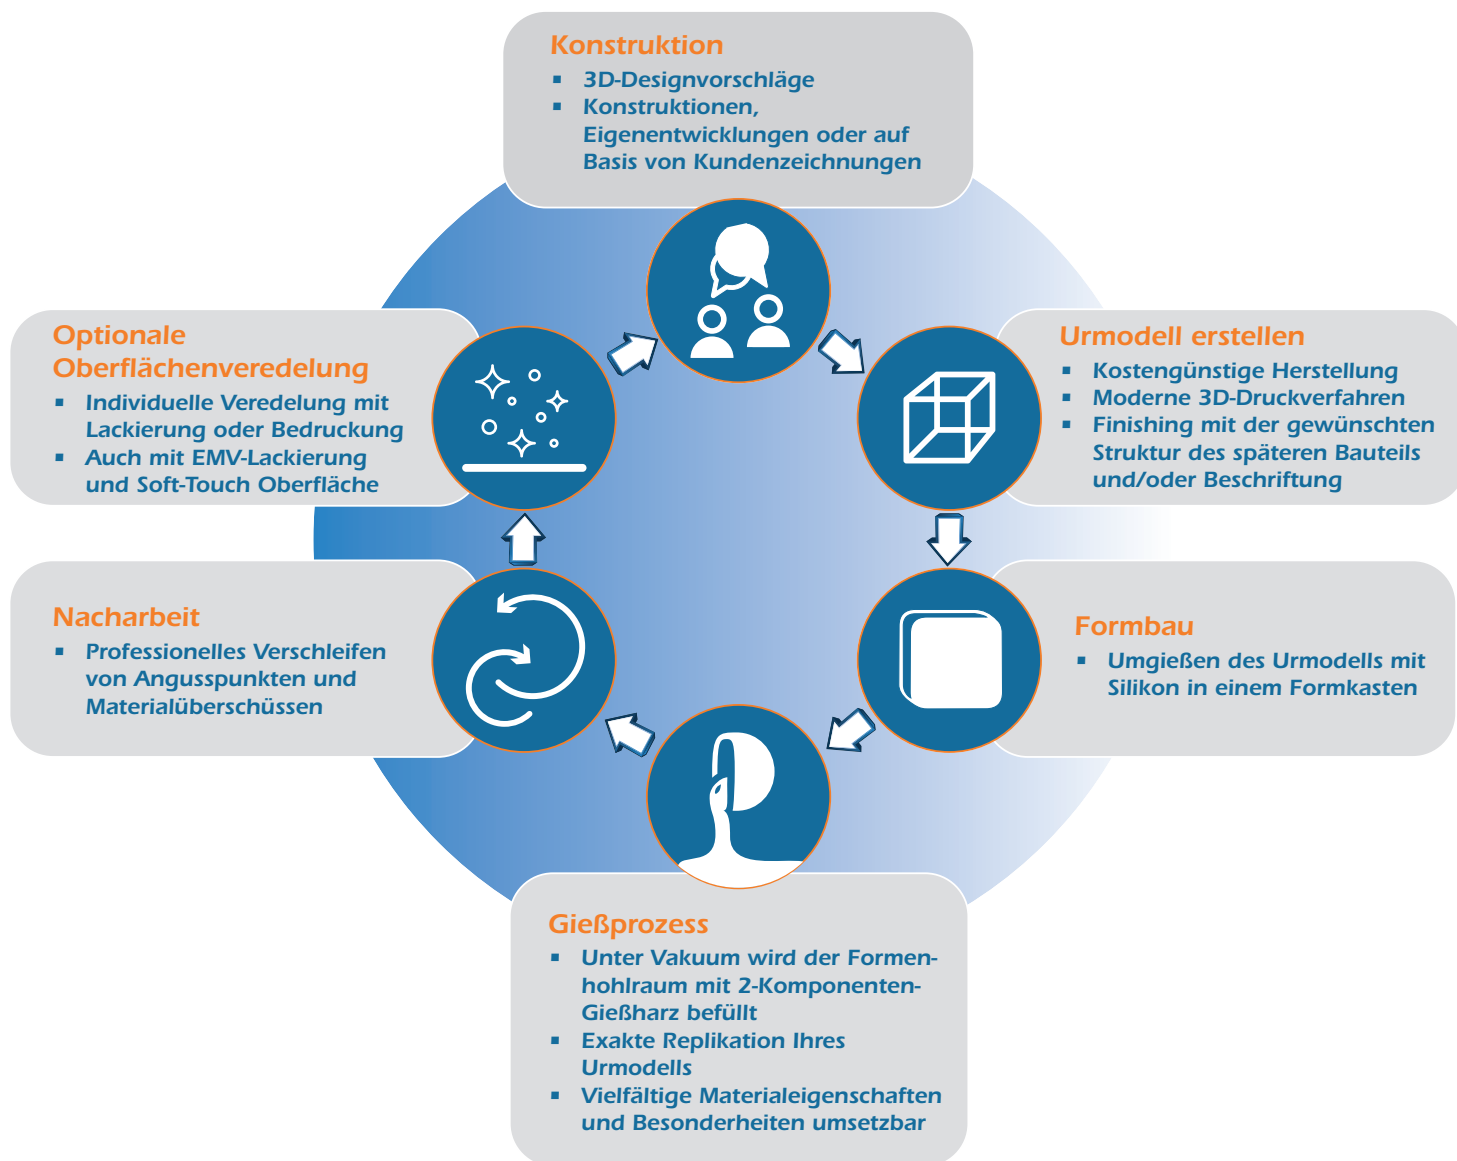 Konstruktion
▪ 3D-Designvorschläge
▪ Konstruktionen,
Eigenentwicklungen oder auf
Basis von Kundenzeichnungen
Urmodell erstellen
▪ Kostengünstige Herstellung
▪ Moderne 3D-Druckverfahren
▪ Finishing mit der gewünschten
Struktur des späteren Bauteils
und/oder Beschriftung
Formbau
▪ Umgießen des Urmodells mit
Silikon in einem Formkasten
Gießprozess
▪ Unter Vakuum wird der Formen-
hohlraum mit 2-Komponenten-
Gießharz befüllt
▪ Exakte Replikation Ihres
Urmodells
▪ Vielfältige Materialeigenschaften
und Besonderheiten umsetzbar
Nacharbeit
▪ Professionelles Verschleifen
von Angusspunkten und
Materialüberschüssen
Optionale
Oberflächenveredelung
▪ Individuelle Veredelung mit
Lackierung oder Bedruckung
▪ Auch mit EMV-Lackierung
und Soft-Touch Oberfläche